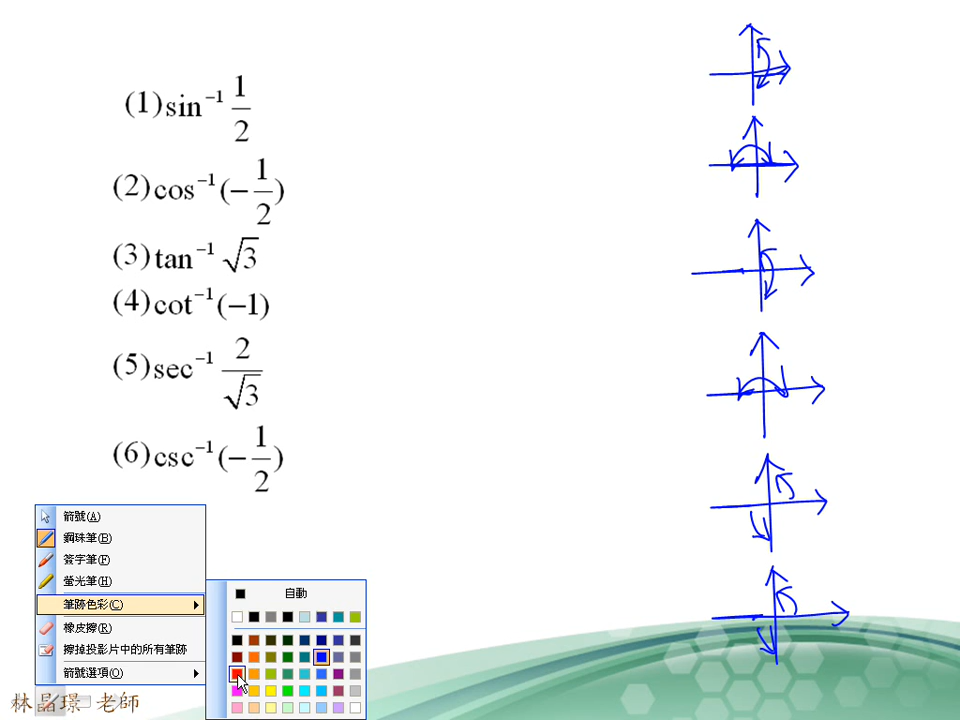 (1) sin⁻¹ 1/2
(2) cos⁻¹(−1/2)
(3) tan⁻¹ √3
(4) cot⁻¹(−1)
(5) sec⁻¹ 2/√3
(6) csc⁻¹(−1/2)
箭號(A)
鋼珠筆(B)
簽字筆(F)
螢光筆(H)
筆跡色彩(C)
自動
橡皮擦(R)
擦掉投影片中的所有筆跡
箭號選項(O)
林晶璟 老師